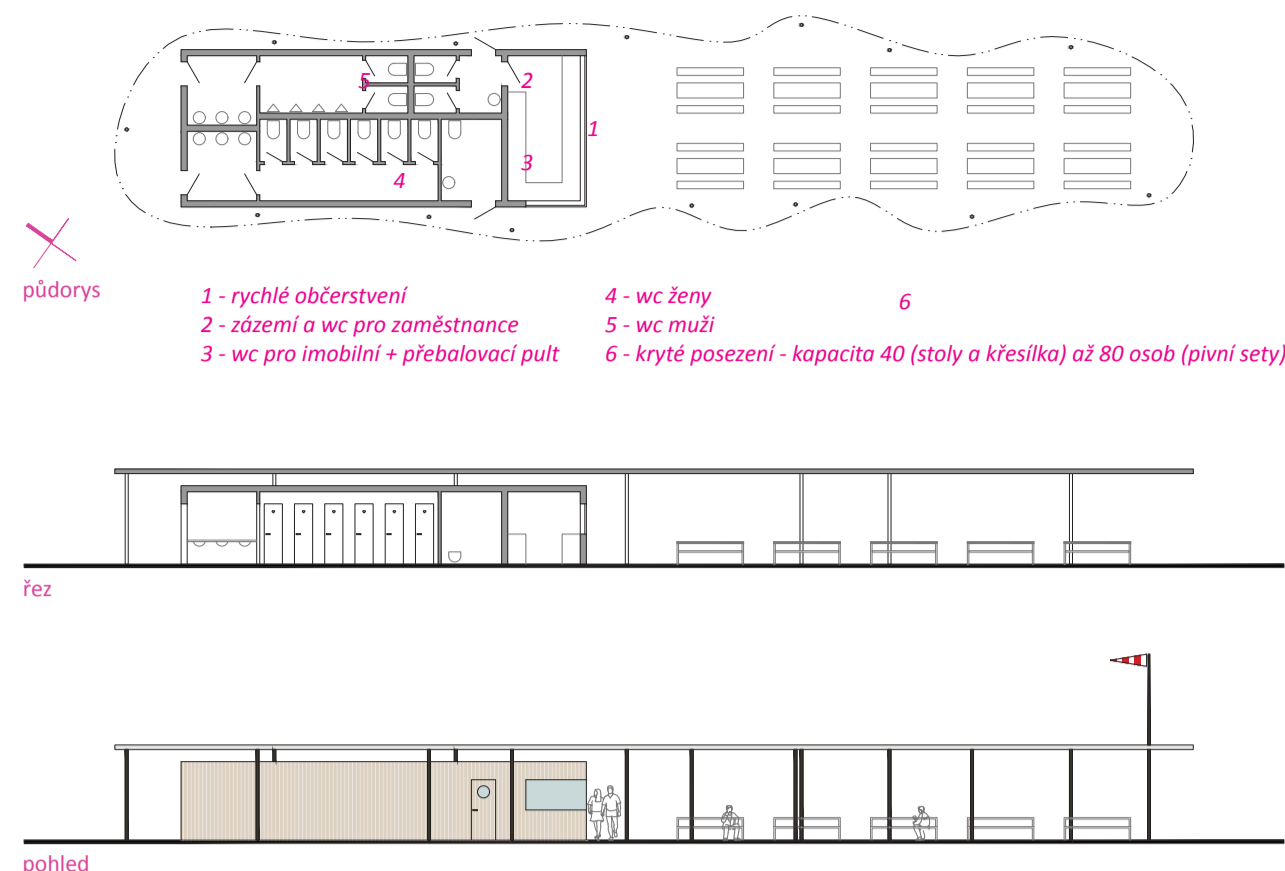 5
2
1
3
4
půdorys
1 - rychlé občerstvení
2 - zázemí a wc pro zaměstnance
3 - wc pro imobilní + přebalovací pult
4 - wc ženy
5 - wc muži
6 - kryté posezení - kapacita 40 (stoly a křesílka) až 80 osob (pivní sety)
6
řez
pohled